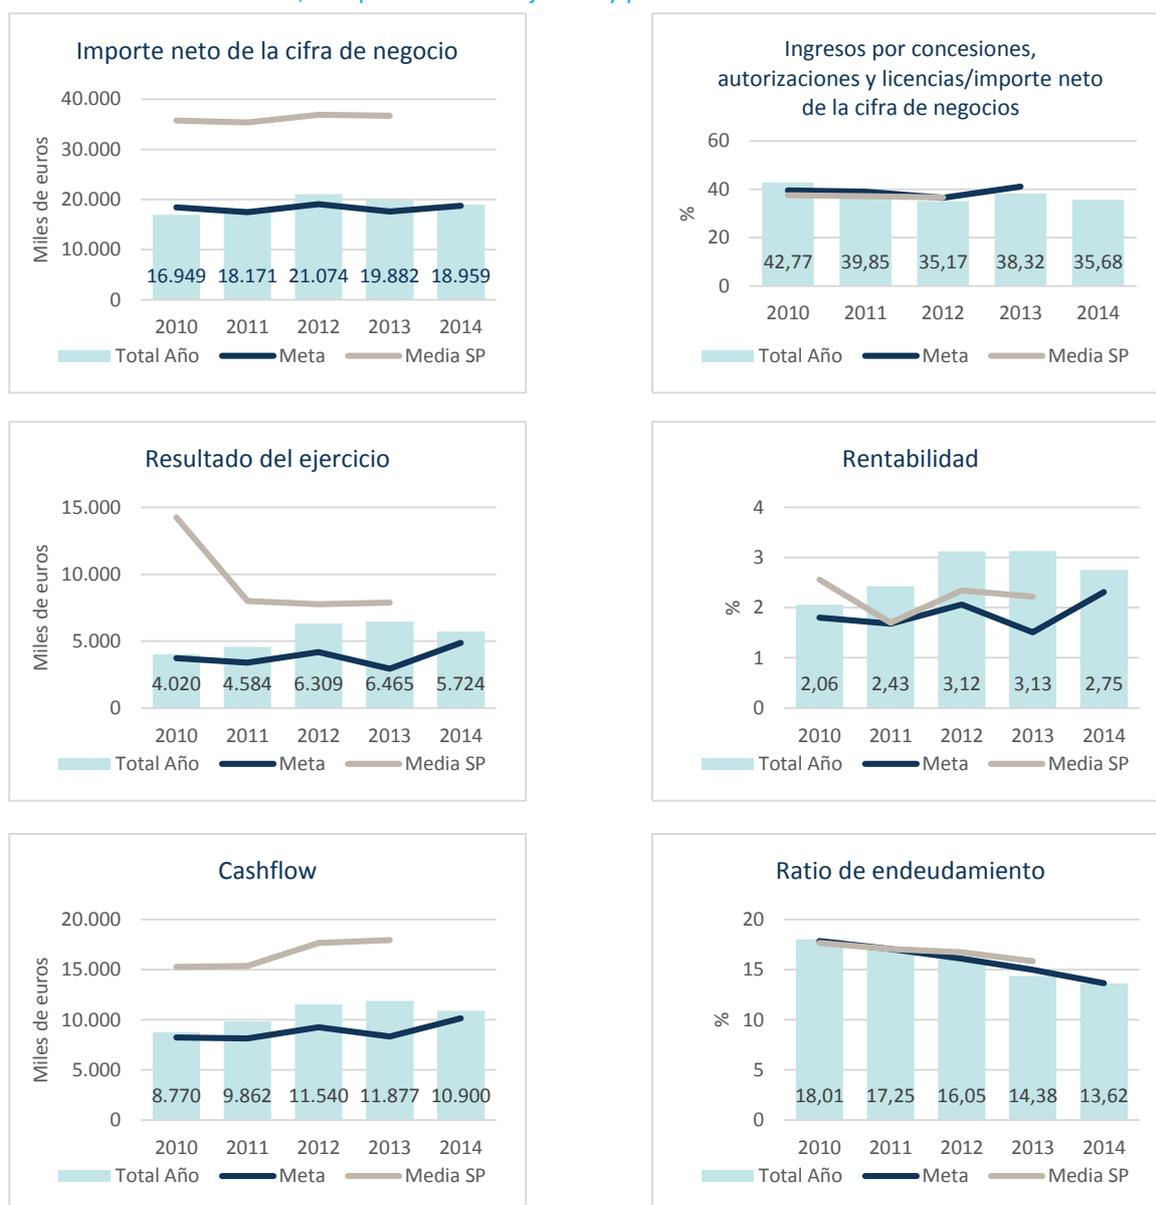 Importe neto de la cifra de negocio
Miles de euros
40.000
30.000
20.000
10.000
0
16.949 18.171 21.074 19.882 18.959
2010 2011 2012 2013 2014
Total Año Meta Media SP
Ingresos por concesiones,
autorizaciones y licencias/importe neto
de la cifra de negocios
%
60
40
20
0
42,77 39,85 35,17 38,32 35,68
2010 2011 2012 2013 2014
Total Año Meta Media SP
Resultado del ejercicio
Miles de euros
15.000
10.000
5.000
0
4.020 4.584 6.309 6.465 5.724
2010 2011 2012 2013 2014
Total Año Meta Media SP
Rentabilidad
%
4
3
2
1
0
2,06 2,43 3,12 3,13 2,75
2010 2011 2012 2013 2014
Total Año Meta Media SP
Cashflow
Miles de euros
20.000
15.000
10.000
5.000
0
8.770 9.862 11.540 11.877 10.900
2010 2011 2012 2013 2014
Total Año Meta Media SP
Ratio de endeudamiento
%
20
15
10
5
0
18,01 17,25 16,05 14,38 13,62
2010 2011 2012 2013 2014
Total Año Meta Media SP